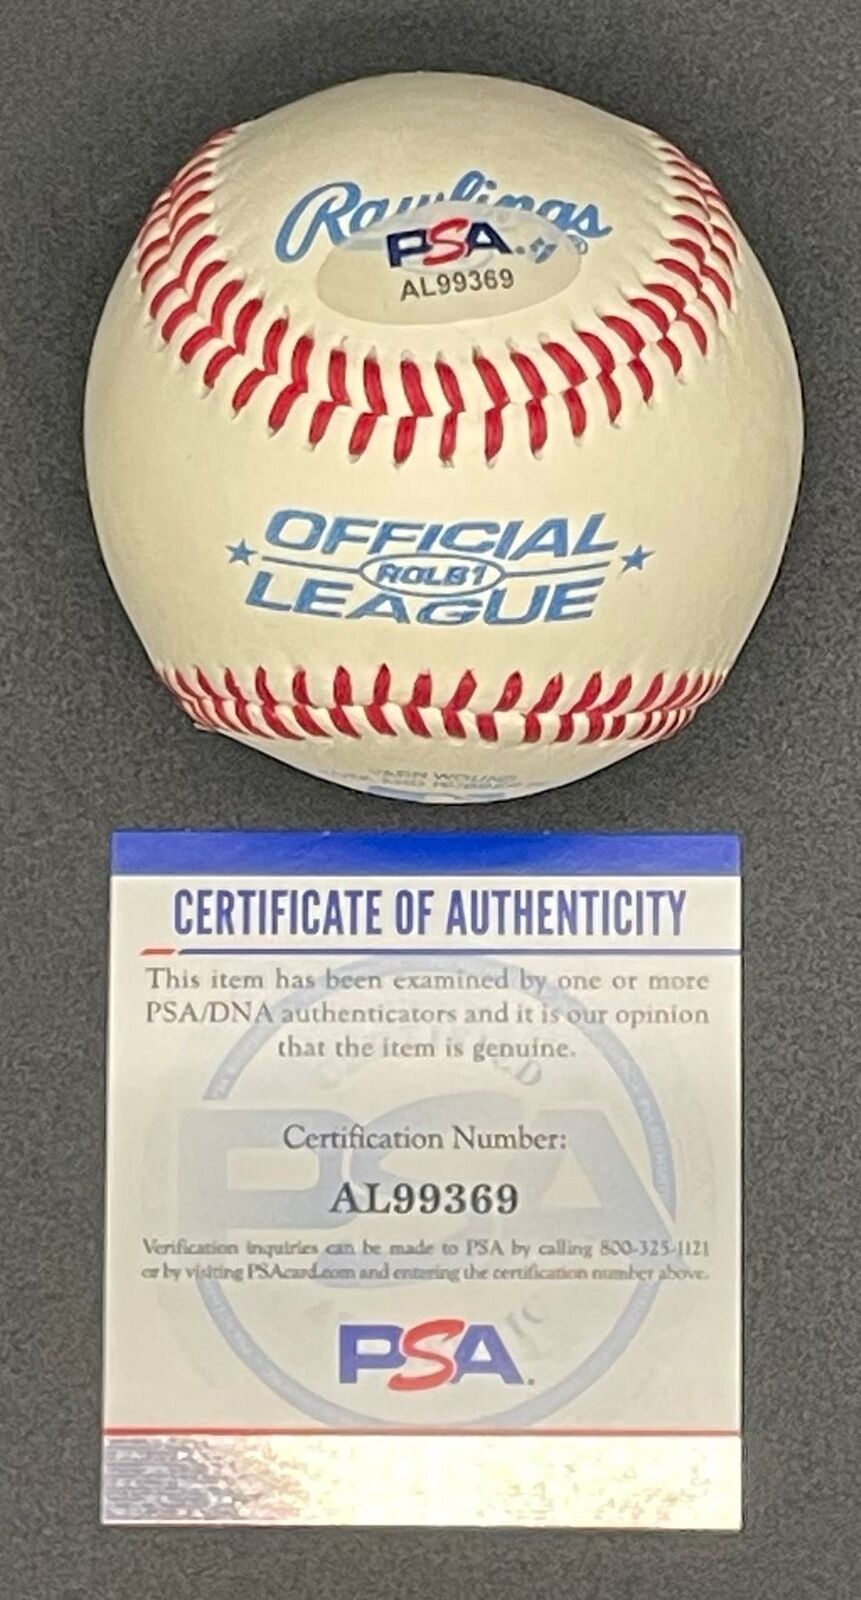 Rawlings
PSA
AL99369
OFFICIAL
ROLB1
LEAGUE
YARN WOUND
CERTIFICATE OF AUTHENTICITY
This item has been examined by one or more
PSA/DNA authenticators and it is our opinion
that the item is genuine.
Certification Number:
AL99369
Verification inquiries can be made to PSA by calling 800-325-1121
or by visiting PSAcard.com and entering the certification number above.
PSA